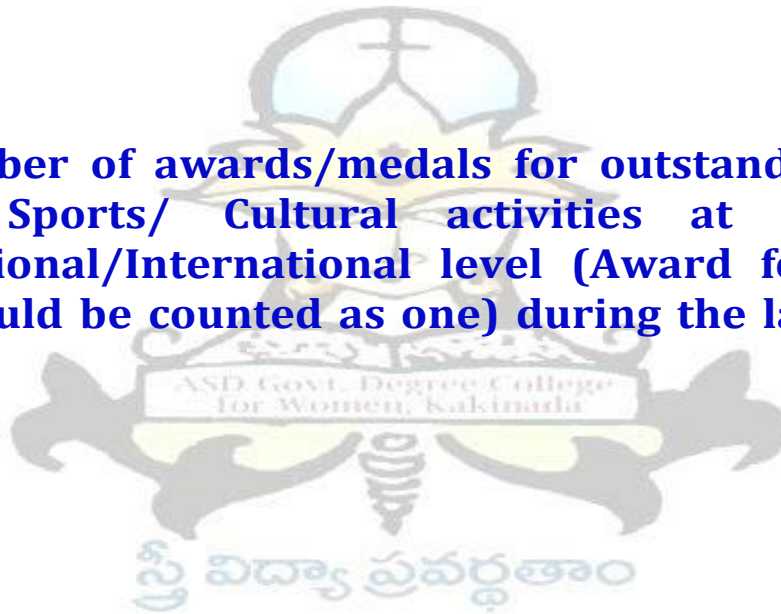 ber of awards/medals for outstand
Sports/ Cultural activities at
ional/International level (Award fo
uld be counted as one) during the la
ASD Govt. Degree College
for Women, Kakinada
స్త్రీ విద్యా ప్రవర్థతాం